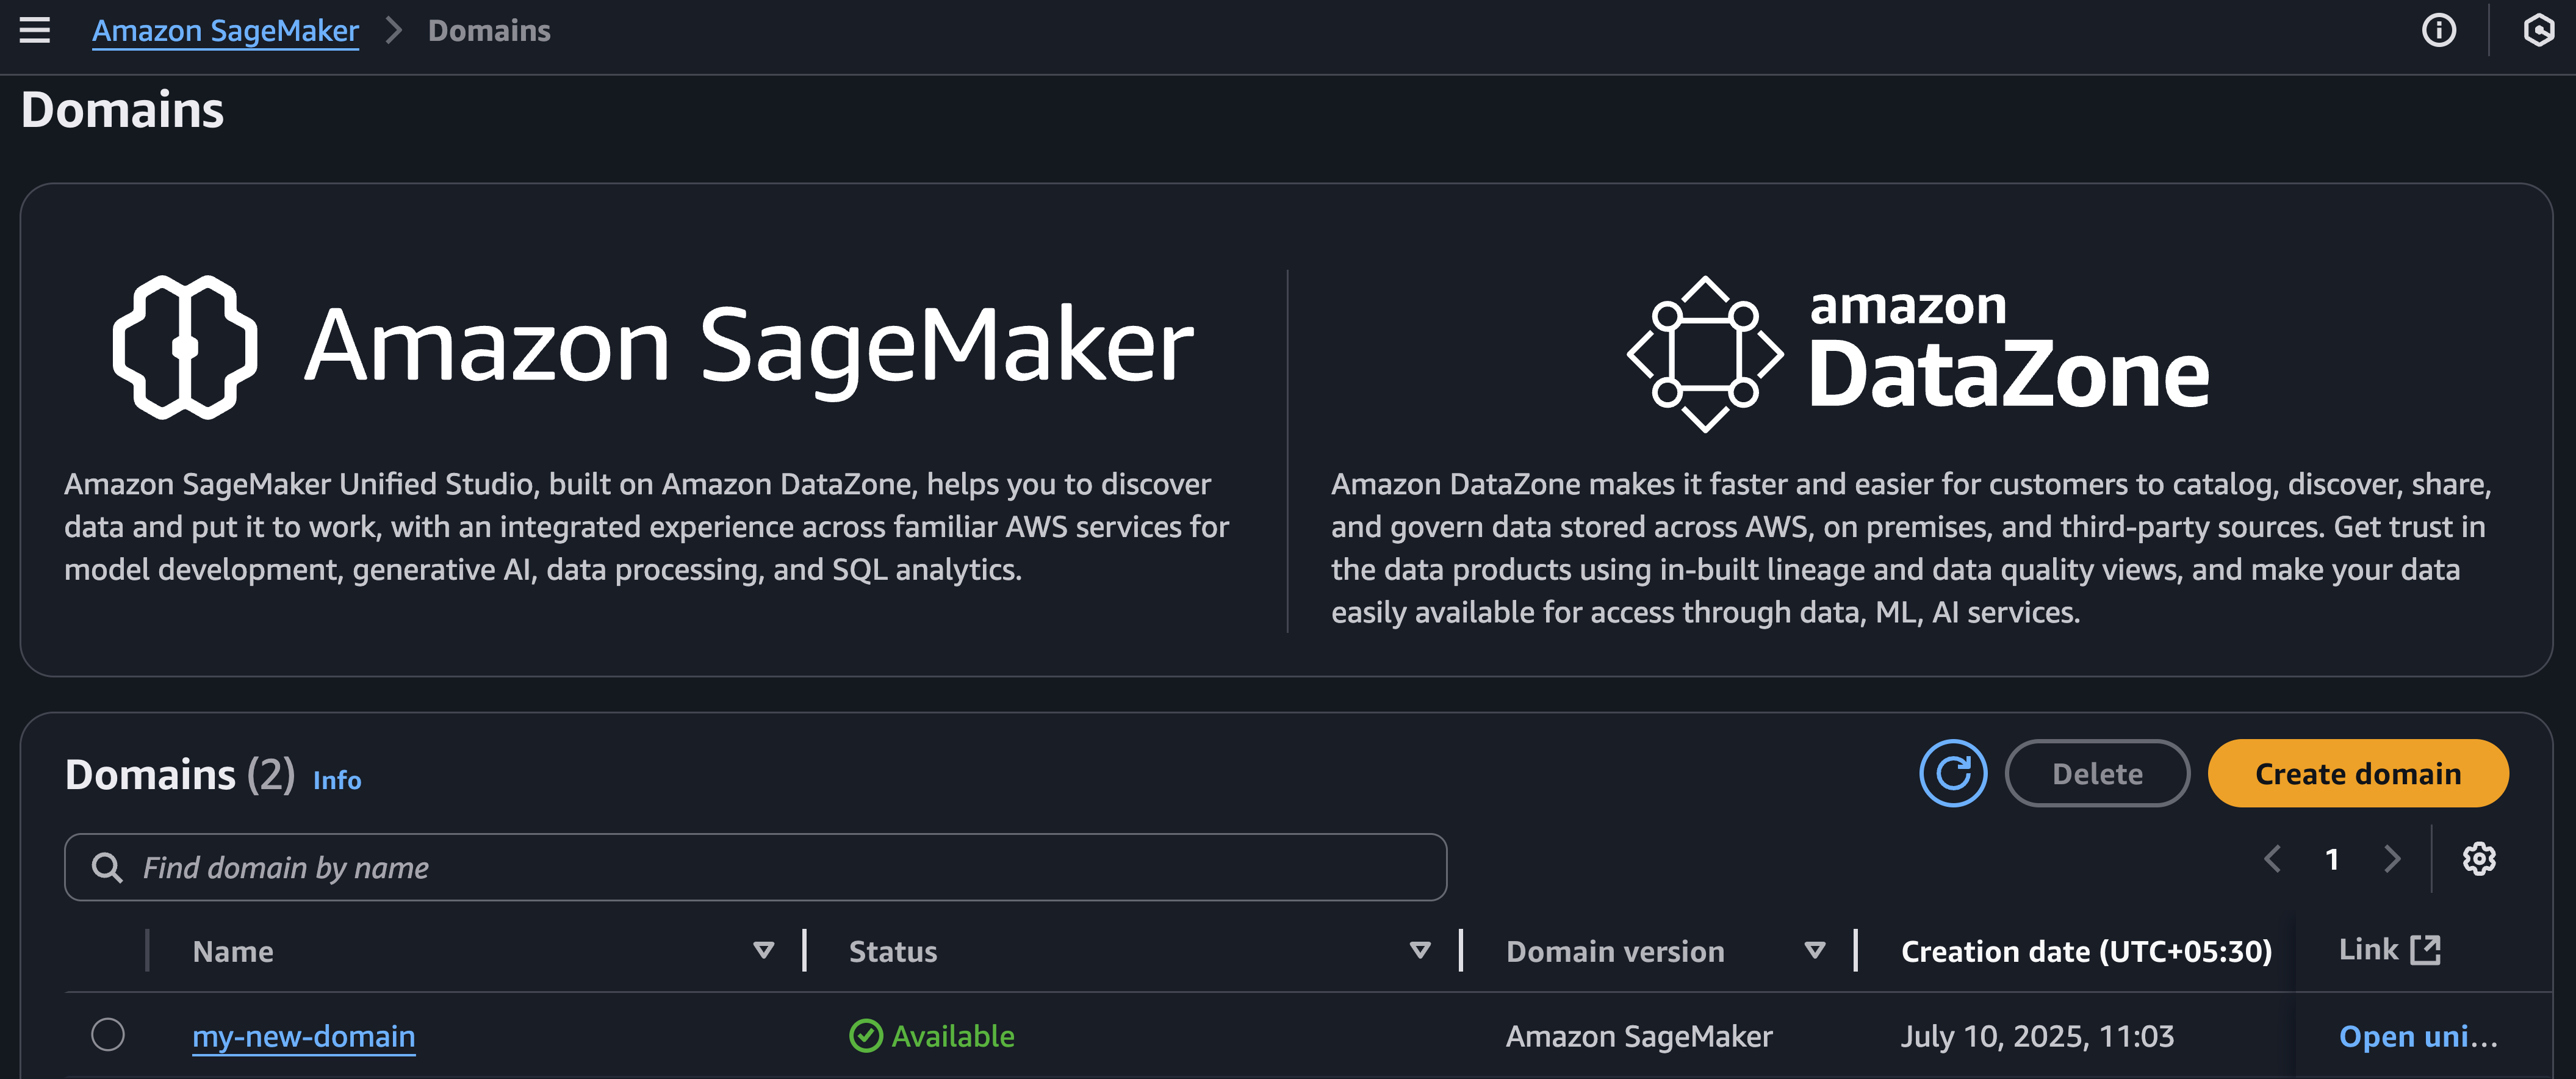 Amazon SageMaker > Domains
Domains
Amazon SageMaker
Amazon SageMaker Unified Studio, built on Amazon DataZone, helps you to discover
data and put it to work, with an integrated experience across familiar AWS services for
model development, generative AI, data processing, and SQL analytics.
amazon
DataZone
Amazon DataZone makes it faster and easier for customers to catalog, discover, share,
and govern data stored across AWS, on premises, and third-party sources. Get trust in
the data products using in-built lineage and data quality views, and make your data
easily available for access through data, ML, AI services.
Domains (2) Info
Delete
Create domain
Find domain by name
1
Name Status Domain version Creation date (UTC+05:30) Link
my-new-domain Available Amazon SageMaker July 10, 2025, 11:03 Open uni...